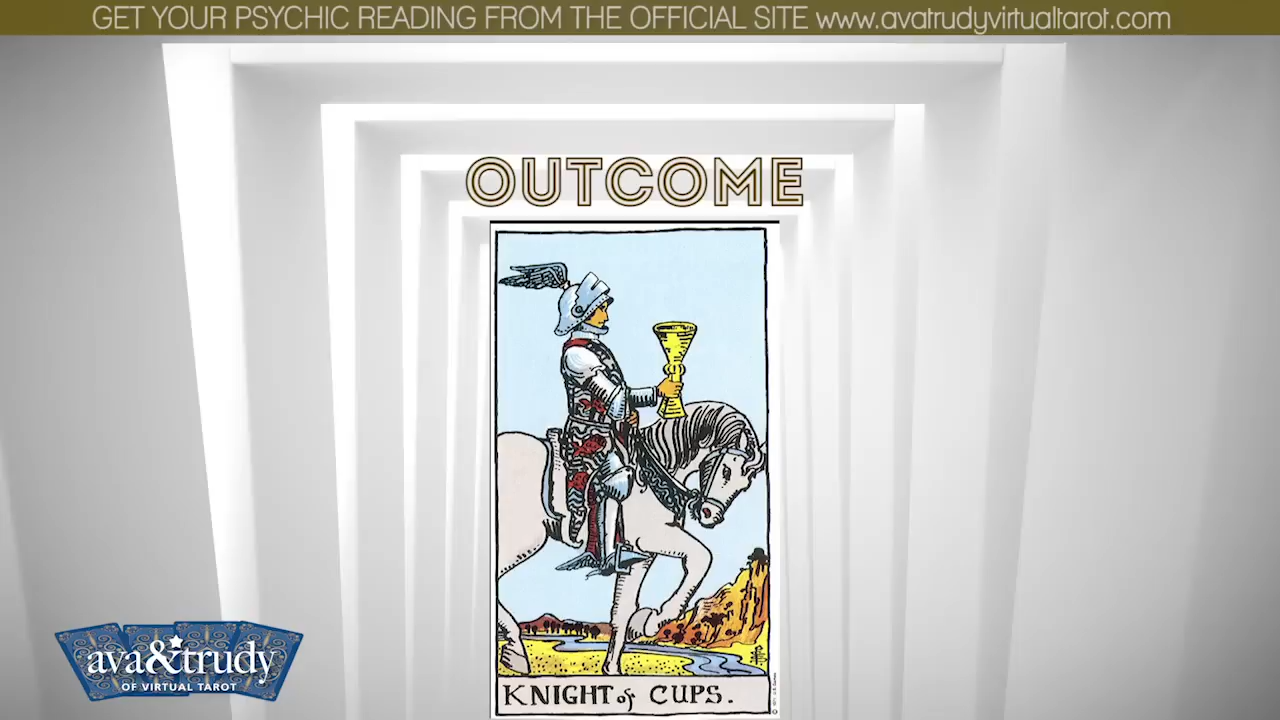 GET YOUR PSYCHIC READING FROM THE OFFICIAL SITE www.avatrudyvirtualtarot.com
OUTCOME
KNIGHT of CUPS.
ava&trudy
OF VIRTUAL TAROT